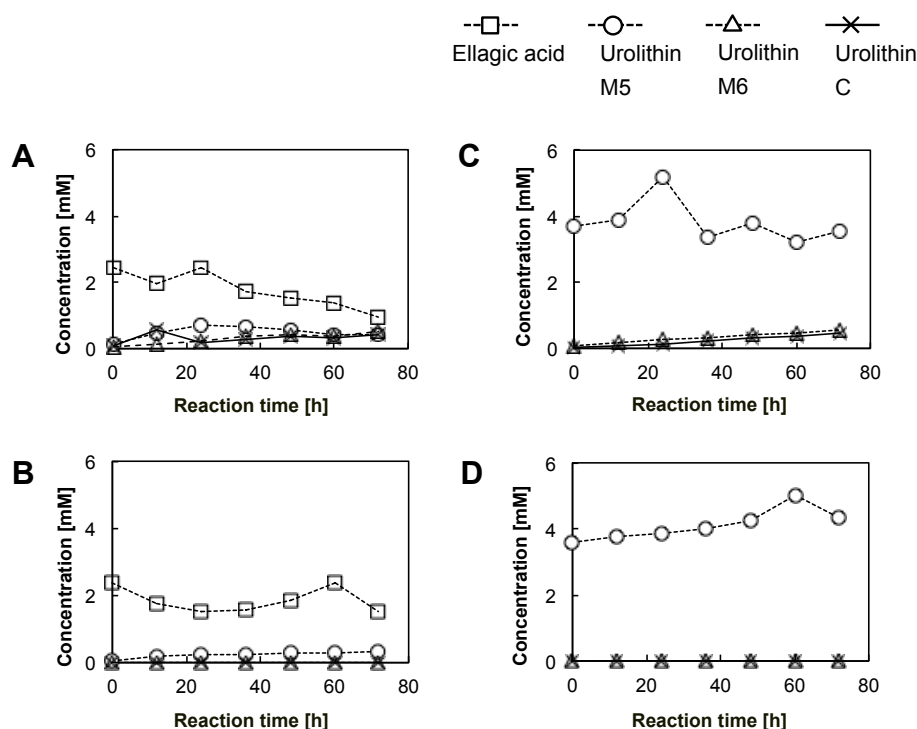 Ellagic acid Urolithin Urolithin Urolithin
M5 M6 C
A
Concentration [mM]
6
4
2
0
0 20 40 60 80
Reaction time [h]
C
Concentration [mM]
6
4
2
0
0 20 40 60 80
Reaction time [h]
B
Concentration [mM]
6
4
2
0
0 20 40 60 80
Reaction time [h]
D
Concentration [mM]
6
4
2
0
0 20 40 60 80
Reaction time [h]